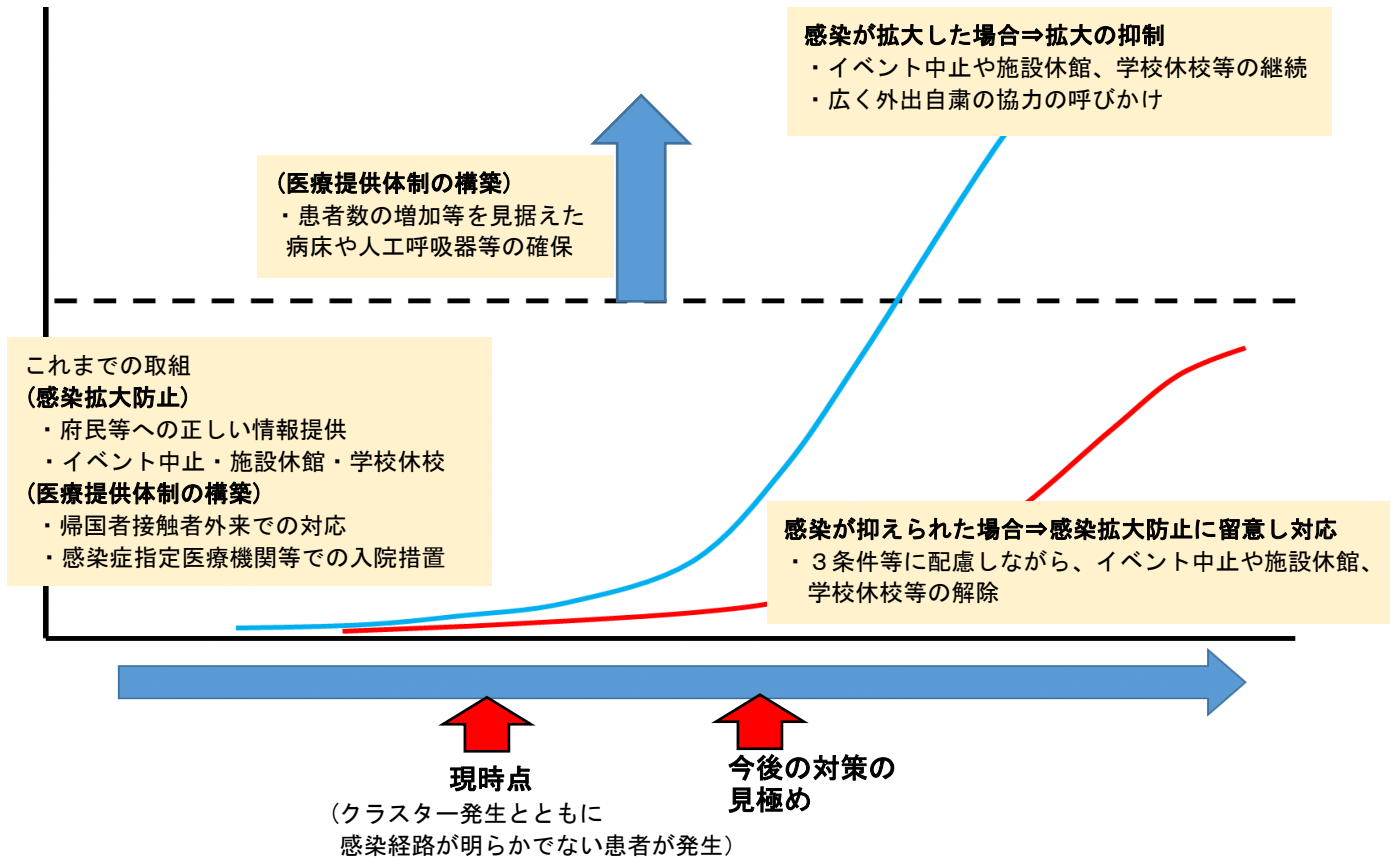 感染が拡大した場合⇒拡大の抑制
・イベント中止や施設休館、学校休校等の継続
・広く外出自粛の協力の呼びかけ
(医療提供体制の構築)
・患者数の増加等を見据えた
病床や人工呼吸器等の確保
これまでの取組
(感染拡大防止)
・府民等への正しい情報提供
・イベント中止・施設休館・学校休校
(医療提供体制の構築)
・帰国者接触者外来での対応
・感染症指定医療機関等での入院措置
感染が抑えられた場合⇒感染拡大防止に留意し対応
・３条件等に配慮しながら、イベント中止や施設休館、
学校休校等の解除
現時点
(クラスター発生とともに
感染経路が明らかでない患者が発生)
今後の対策の
見極め